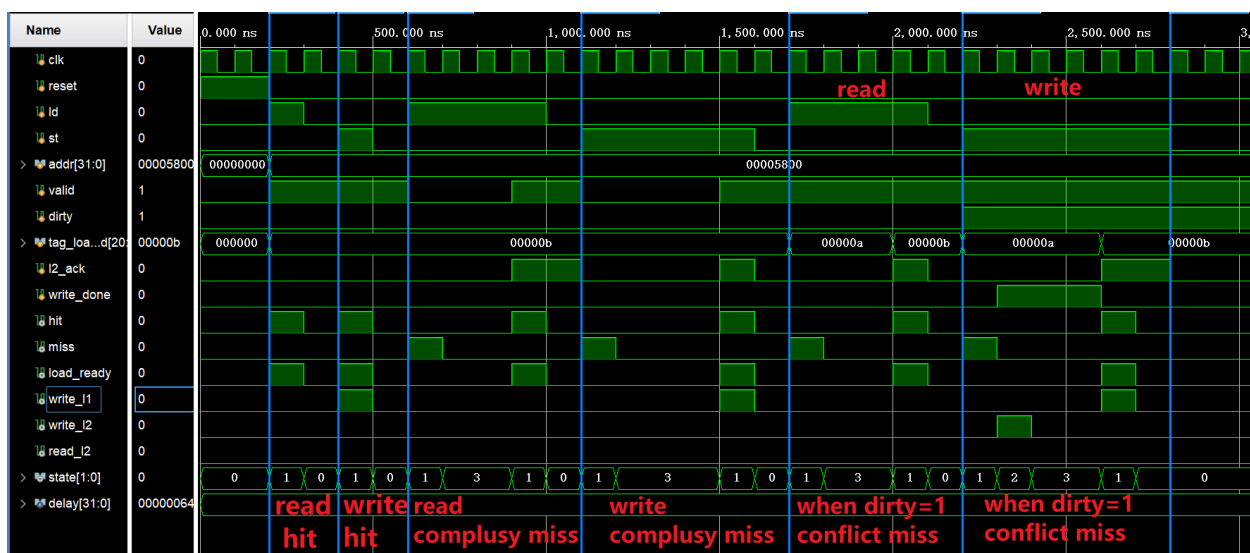 Name Value
0.000 ns 500.000 ns 1,000.000 ns 1,500.000 ns 2,000.000 ns 2,500.000 ns 3,
clk 0
reset 0
read write
ld 0
st 0
addr[31:0] 00005800 00000000 00005800
valid 1
dirty 1
tag_loa...d[20: 00000b 000000 00000b 00000a 00000b 00000a 00000b
l2_ack 0
write_done 0
hit 0
miss 0
load_ready 0
write_l1 0
write_l2 0
read_l2 0
state[1:0] 0 0 1 0 1 0 1 3 1 0 1 3 1 0 1 3 1 0 1 2 3 1 0
delay[31:0] 00000064
read write read write when dirty=1 when dirty=1
hit hit complusy miss complusy miss conflict miss conflict miss